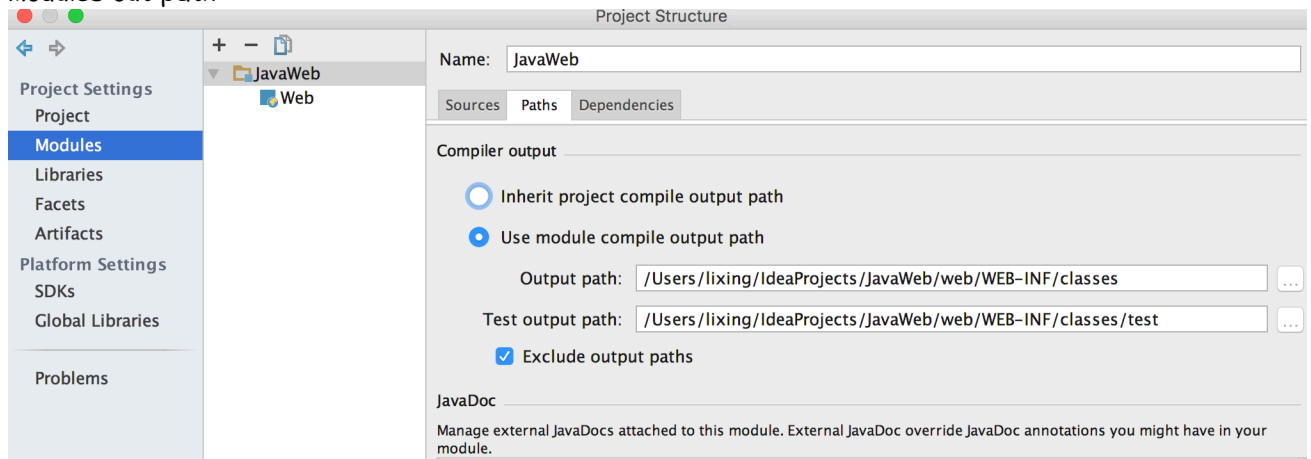 Modules out path
Project Structure
Project Settings
Project
Modules
Libraries
Facets
Artifacts
Platform Settings
SDKs
Global Libraries
Problems
JavaWeb
Web
Name: JavaWeb
Sources Paths Dependencies
Compiler output
Inherit project compile output path
Use module compile output path
Output path: /Users/lixing/IdeaProjects/JavaWeb/web/WEB-INF/classes ...
Test output path: /Users/lixing/IdeaProjects/JavaWeb/web/WEB-INF/classes/test ...
Exclude output paths
JavaDoc
Manage external JavaDocs attached to this module. External JavaDoc override JavaDoc annotations you might have in your
module.